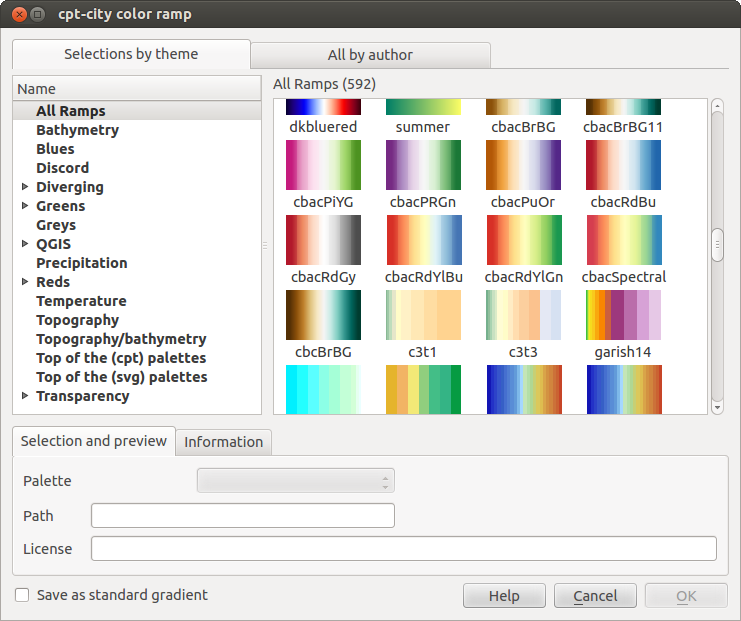 cpt-city color ramp
Selections by theme
All by author
Name
All Ramps
Bathymetry
Blues
Discord
Diverging
Greens
Greys
QGIS
Precipitation
Reds
Temperature
Topography
Topography/bathymetry
Top of the (cpt) palettes
Top of the (svg) palettes
Transparency
All Ramps (592)
dkbluered summer cbacBrBG cbacBrBG11
cbacPiYG cbacPRGn cbacPuOr cbacRdBu
cbacRdGy cbacRdYlBu cbacRdYlGn cbacSpectral
cbcBrBG c3t1 c3t3 garish14
Selection and preview
Information
Palette
Path
License
Save as standard gradient
Help
Cancel
OK